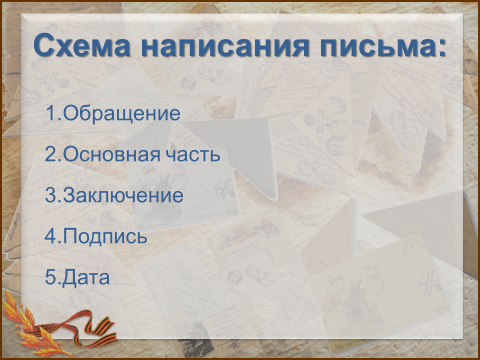 Схема написания письма:
1.Обращение
2.Основная часть
3.Заключение
4.Подпись
5.Дата